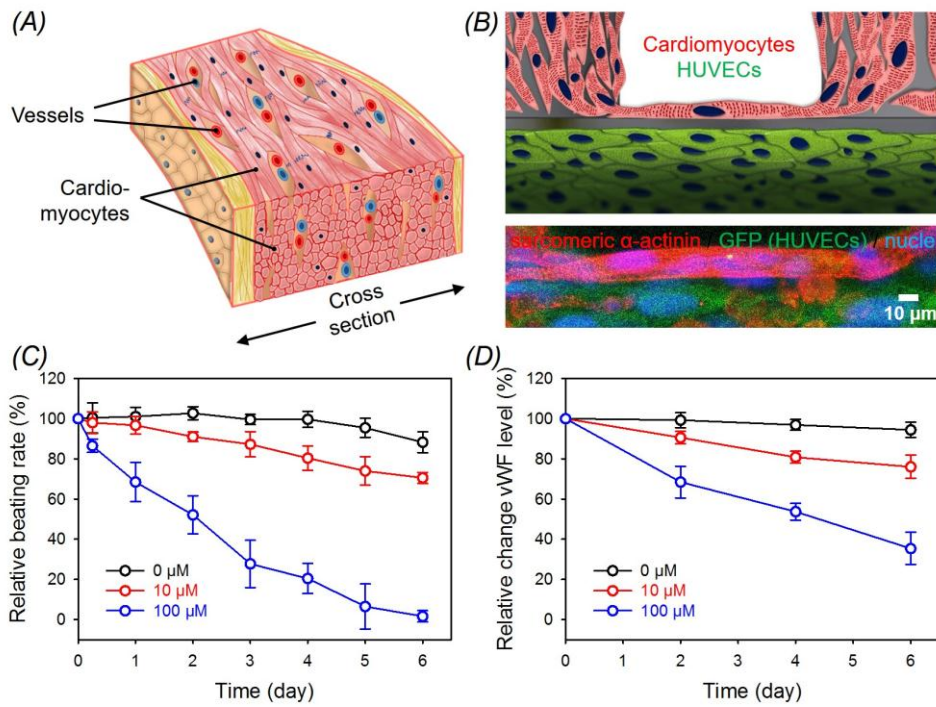 (A)
Vessels
Cardio-
myocytes
Cross
section
(B)
Cardiomyocytes
HUVECs
sarcomeric α-actinin / GFP (HUVECs) / nuclei
10 µm
(C)
Relative beating rate (%)
120
100
80
60
40
20
0
0 µM
10 µM
100 µM
0 1 2 3 4 5 6
Time (day)
(D)
Relative change vWF level (%)
120
100
80
60
40
20
0
0 µM
10 µM
100 µM
0 1 2 3 4 5 6
Time (day)